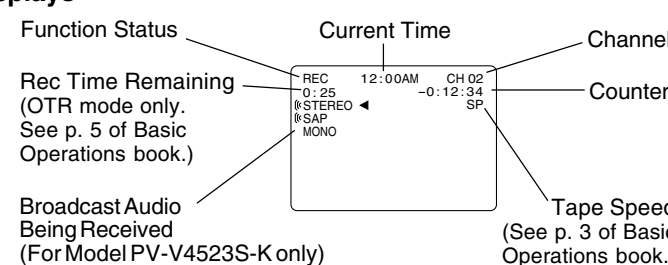 Function Status
Current Time
Channel
Rec Time Remaining
(OTR mode only.
See p. 5 of Basic
Operations book.)
REC 12:00AM CH 02
0:25 -0:12:34
STEREO ◄ SP
SAP
MONO
Counter
Broadcast Audio
Being Received
(For Model PV-V4523S-K only)
Tape Speed
(See p. 3 of Basic
Operations book.